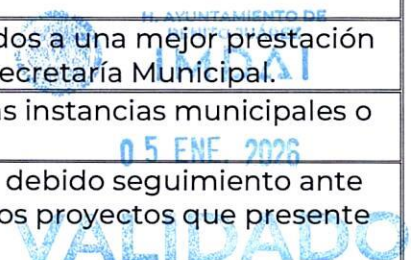 H. AYUNTAMIENTO DE
dos a una mejor prestación
ecretaría Municipal.
s instancias municipales o
0 5 ENE. 2026
debido seguimiento ante
os proyectos que presente
VALIDADO